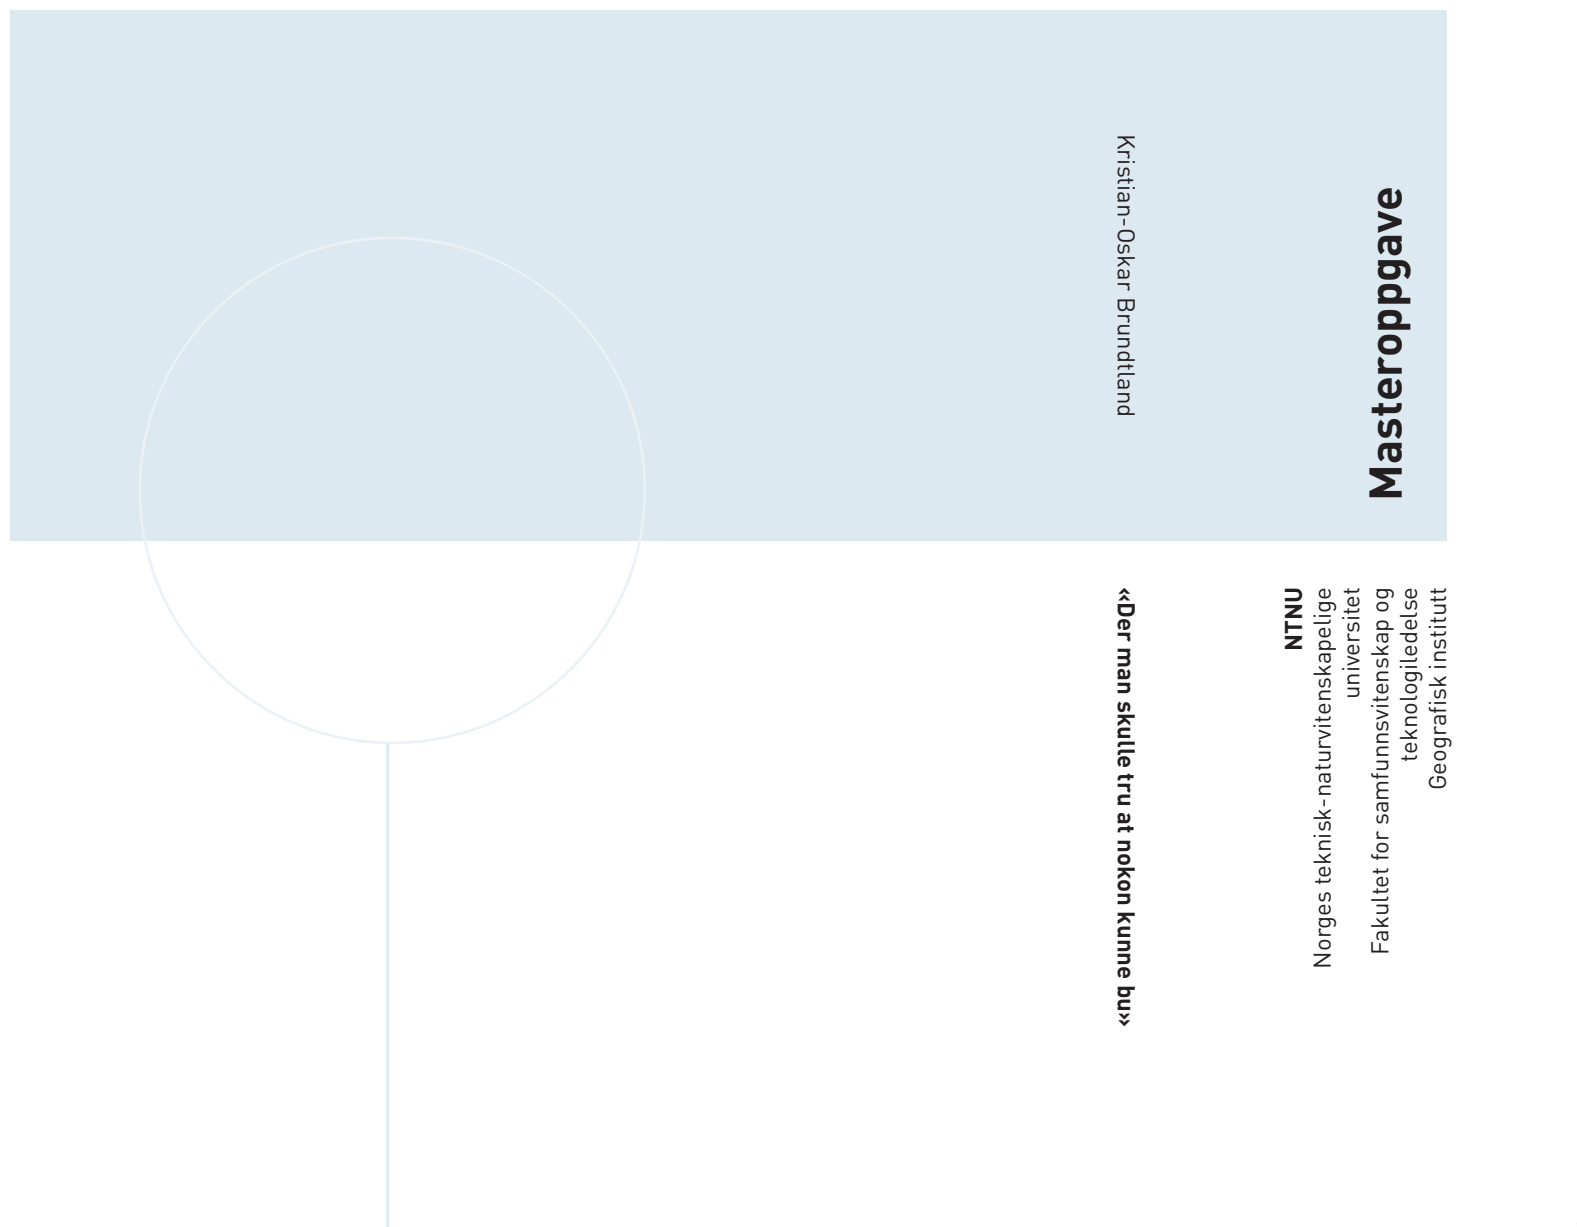 Kristian-Oskar Brundtland
«Der man skulle tru at nokon kunne bu»
Masteroppgave
NTNU
Norges teknisk-naturvitenskapelige
universitet
Fakultet for samfunnsvitenskap og
teknologiledelse
Geografisk institutt